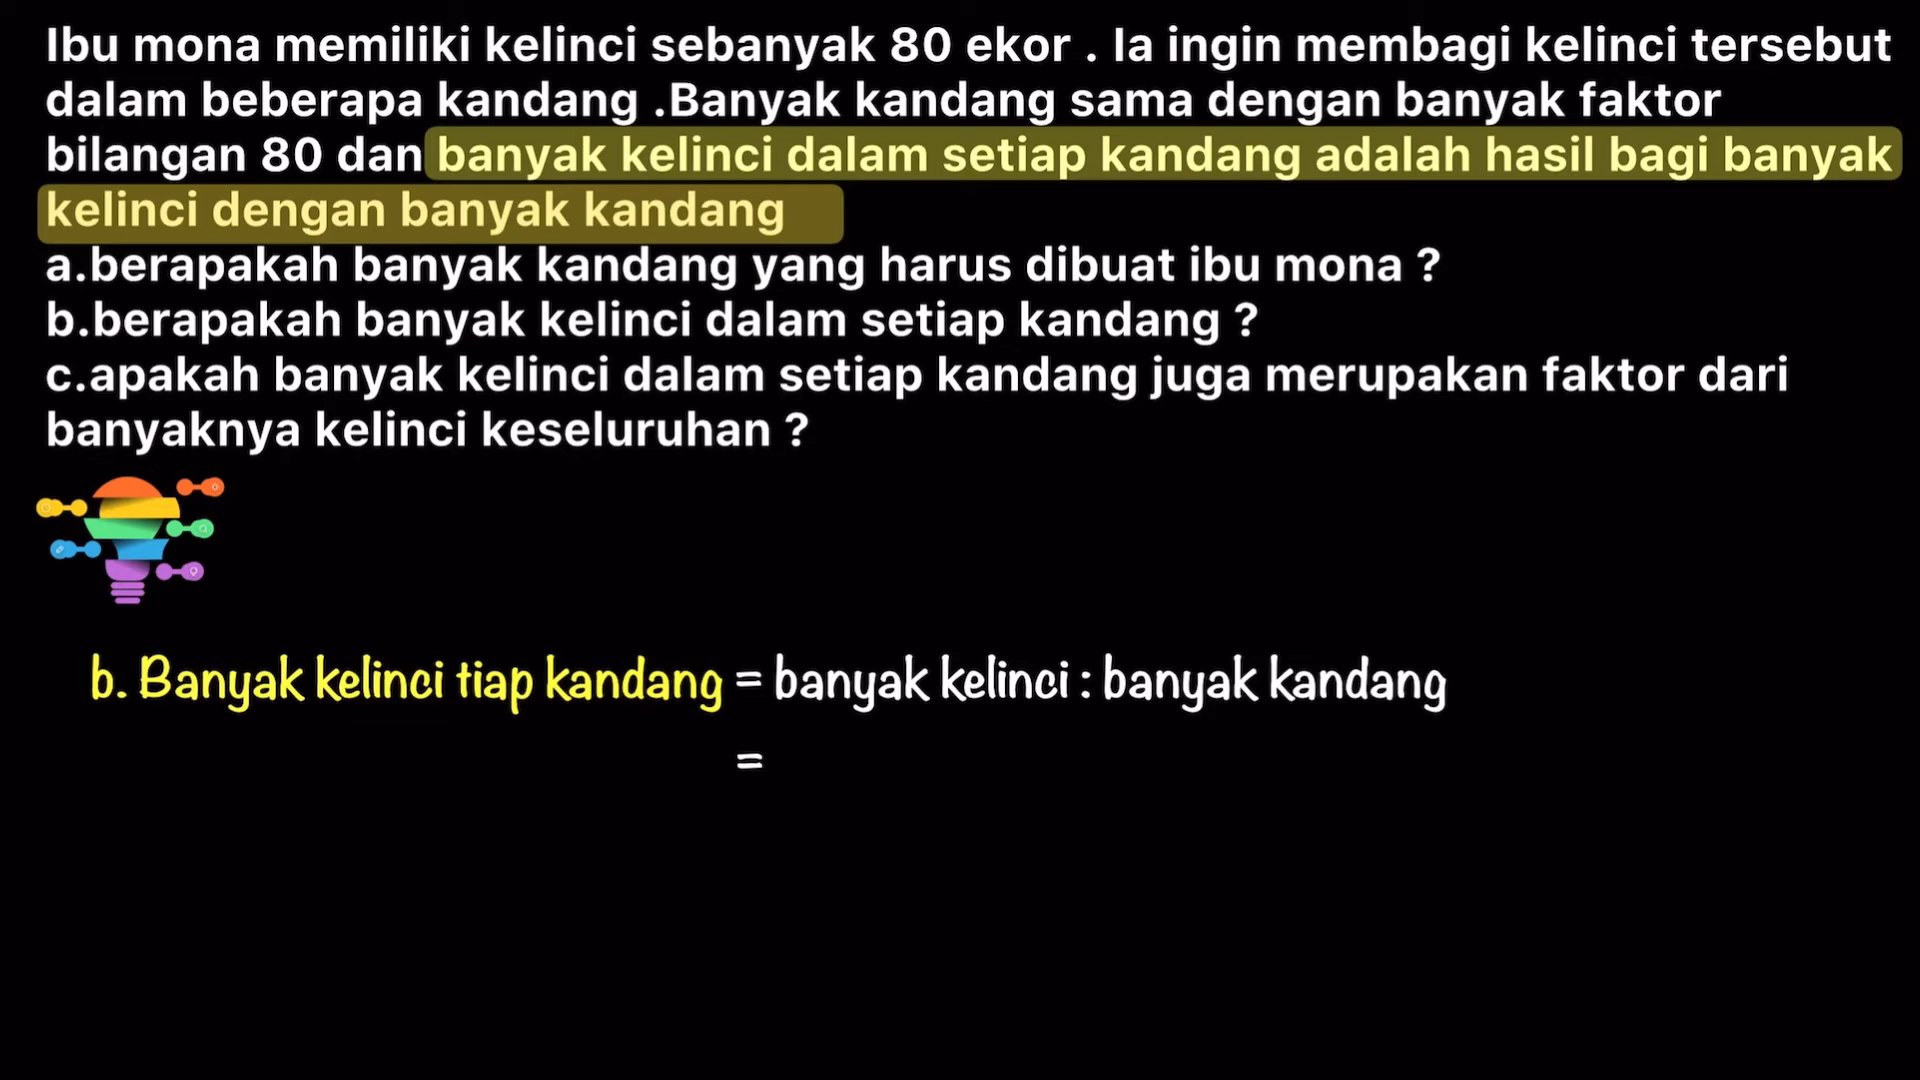 Ibu mona memiliki kelinci sebanyak 80 ekor . Ia ingin membagi kelinci tersebut
dalam beberapa kandang .Banyak kandang sama dengan banyak faktor
bilangan 80 dan banyak kelinci dalam setiap kandang adalah hasil bagi banyak
kelinci dengan banyak kandang
a.berapakah banyak kandang yang harus dibuat ibu mona ?
b.berapakah banyak kelinci dalam setiap kandang ?
c.apakah banyak kelinci dalam setiap kandang juga merupakan faktor dari
banyaknya kelinci keseluruhan ?
b. Banyak kelinci tiap kandang = banyak kelinci : banyak kandang
=